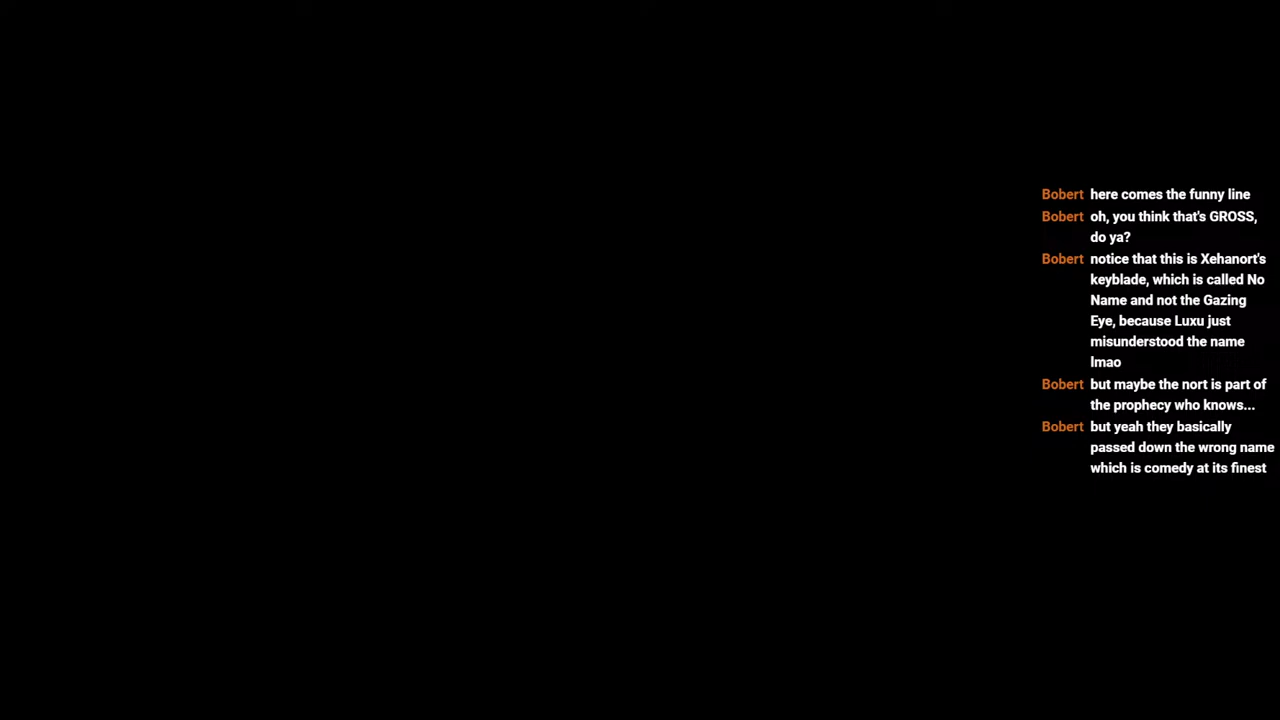 Bobert here comes the funny line
Bobert oh, you think that's GROSS,
do ya?
Bobert notice that this is Xehanort's
keyblade, which is called No
Name and not the Gazing
Eye, because Luxu just
misunderstood the name
lmao
Bobert but maybe the nort is part of
the prophecy who knows...
Bobert but yeah they basically
passed down the wrong name
which is comedy at its finest